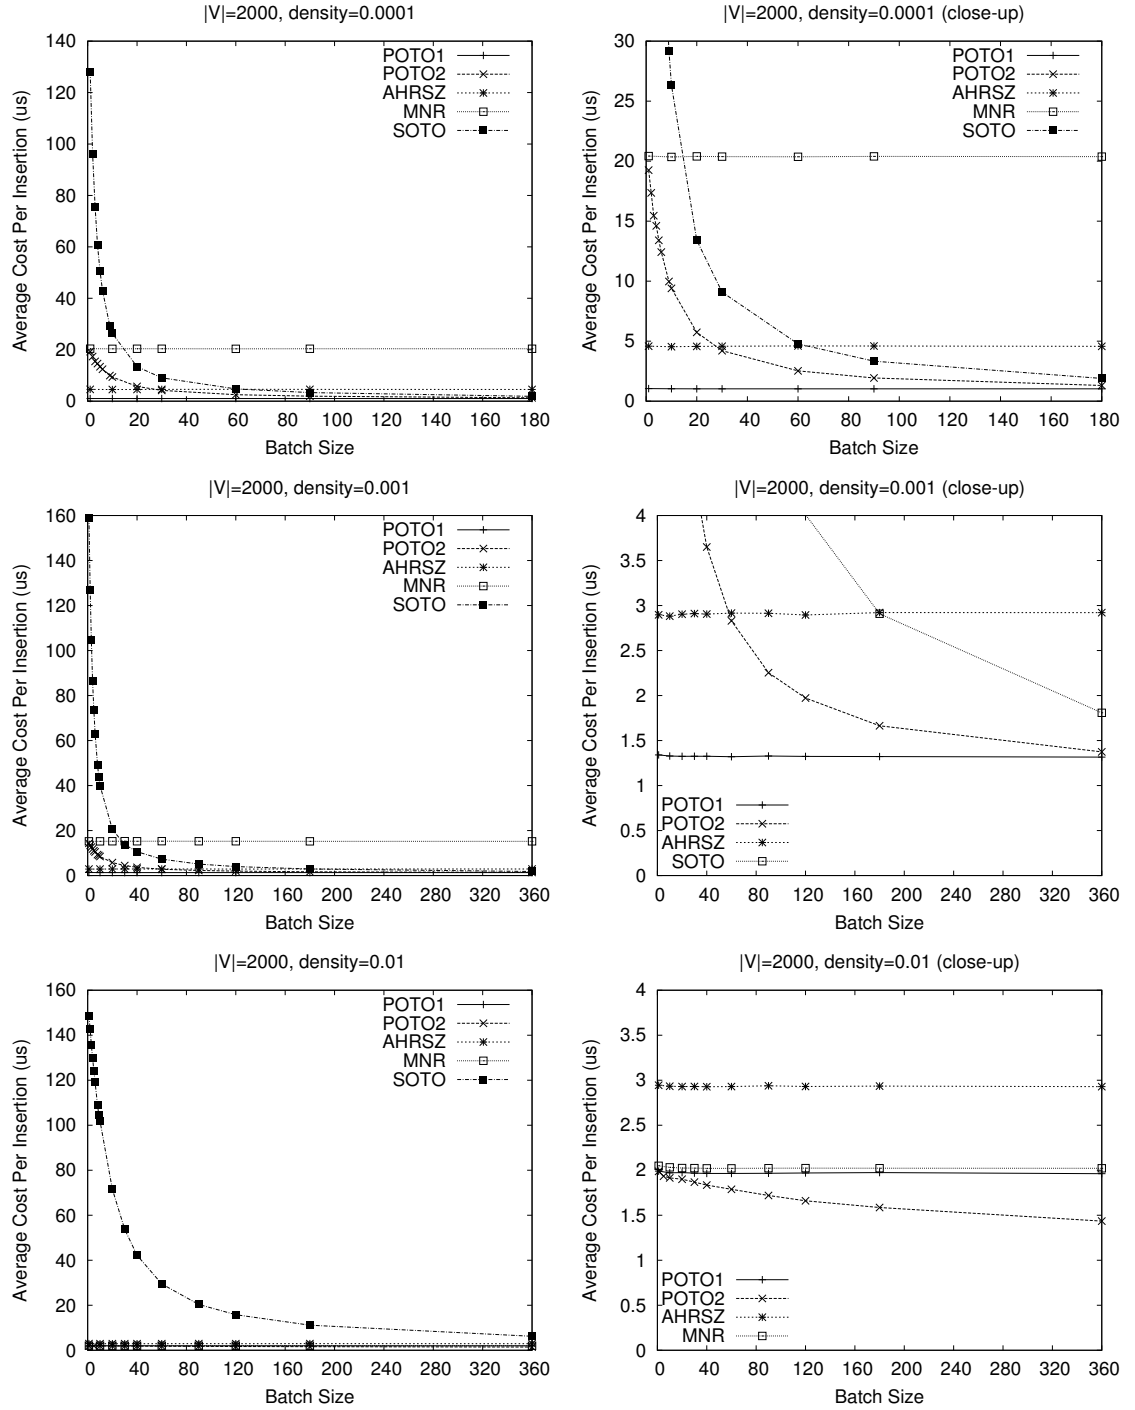 |V|=2000, density=0.0001
140
120
100
80
60
40
20
0
0 20 40 60 80 100 120 140 160 180
Average Cost Per Insertion (us)
Batch Size
POTO1
POTO2
AHRSZ
MNR
SOTO
|V|=2000, density=0.0001 (close-up)
30
25
20
15
10
5
0
0 20 40 60 80 100 120 140 160 180
Average Cost Per Insertion (us)
Batch Size
POTO1
POTO2
AHRSZ
MNR
SOTO
|V|=2000, density=0.001
160
140
120
100
80
60
40
20
0
0 40 80 120 160 200 240 280 320 360
Average Cost Per Insertion (us)
Batch Size
POTO1
POTO2
AHRSZ
MNR
SOTO
|V|=2000, density=0.001 (close-up)
4
3.5
3
2.5
2
1.5
1
0.5
0
0 40 80 120 160 200 240 280 320 360
Average Cost Per Insertion (us)
Batch Size
POTO1
POTO2
AHRSZ
SOTO
|V|=2000, density=0.01
160
140
120
100
80
60
40
20
0
0 40 80 120 160 200 240 280 320 360
Average Cost Per Insertion (us)
Batch Size
POTO1
POTO2
AHRSZ
MNR
SOTO
|V|=2000, density=0.01 (close-up)
4
3.5
3
2.5
2
1.5
1
0.5
0
0 40 80 120 160 200 240 280 320 360
Average Cost Per Insertion (us)
Batch Size
POTO1
POTO2
AHRSZ
MNR